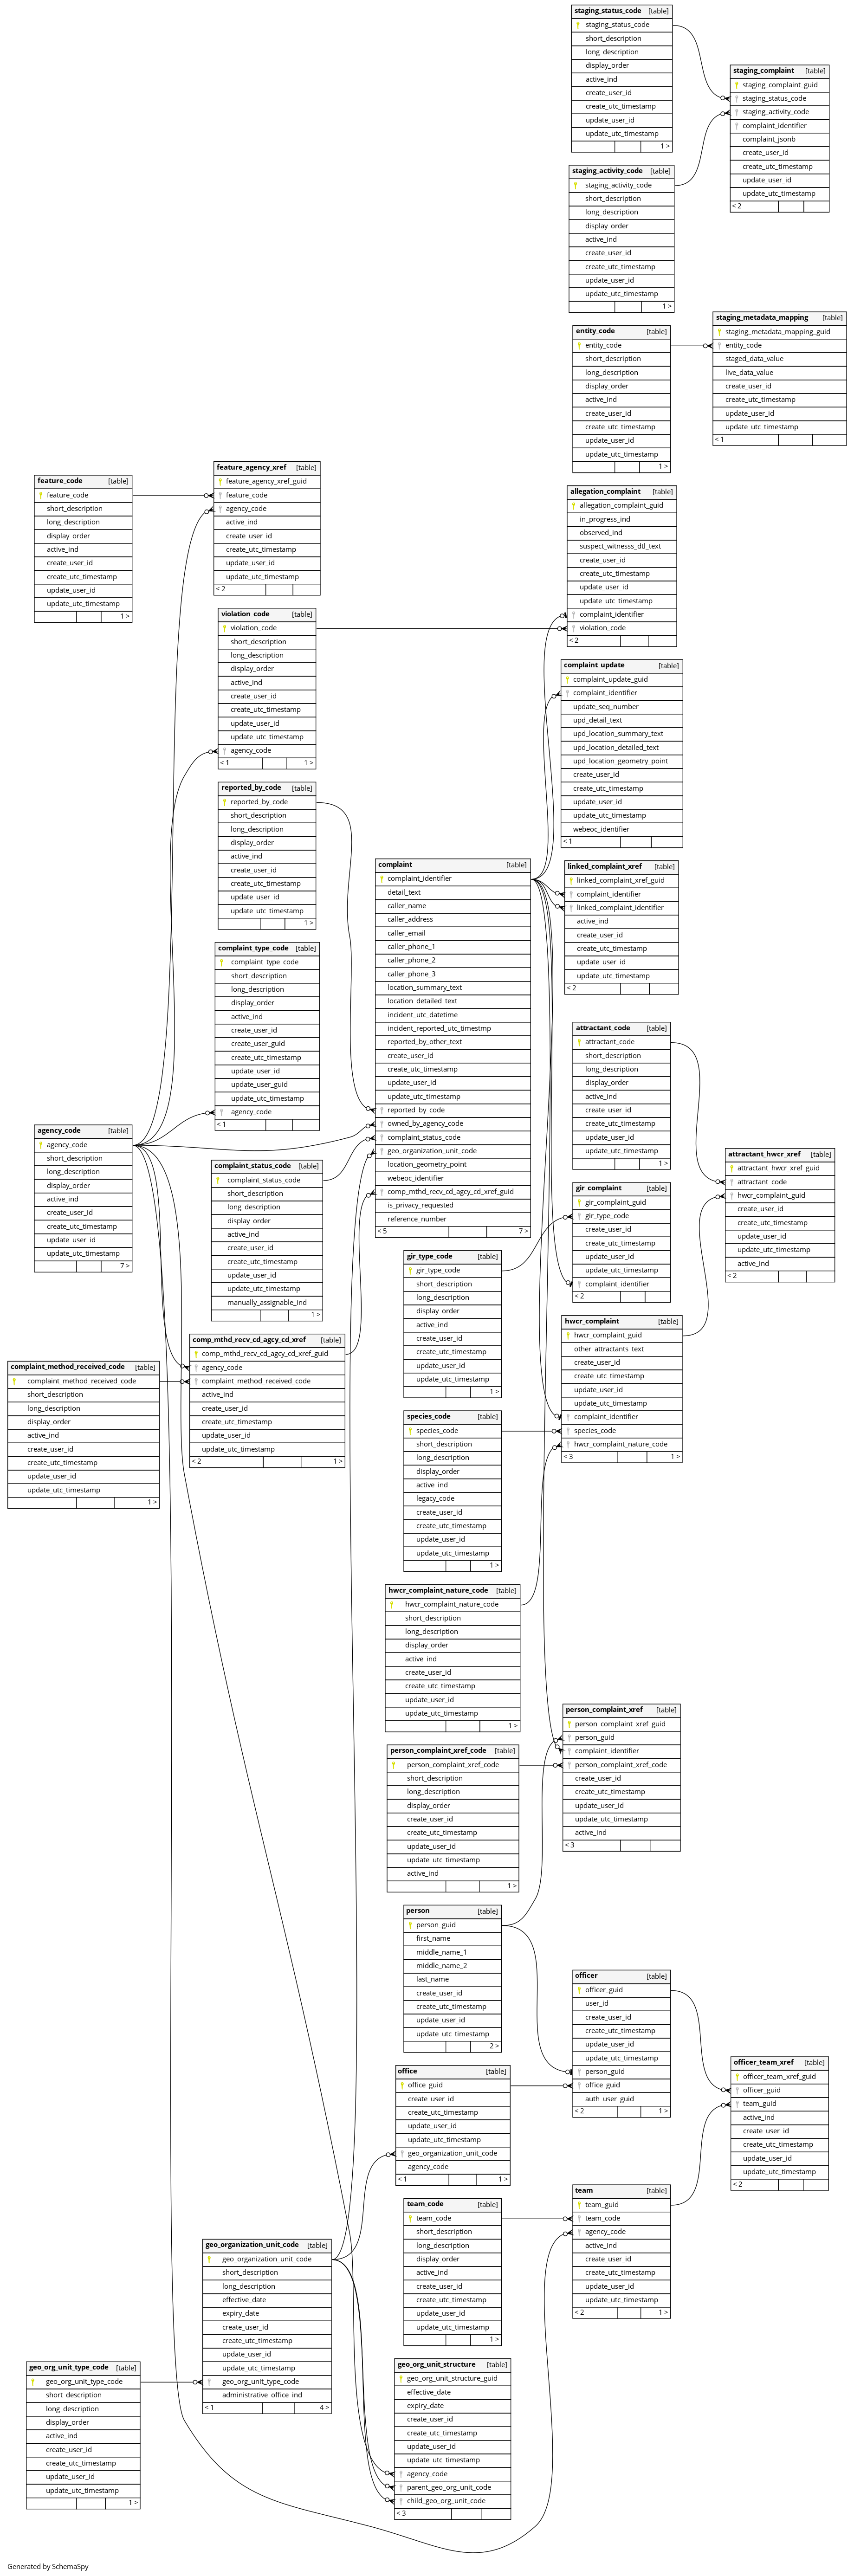 staging_status_code [table]
staging_status_code
short_description
long_description
display_order
active_ind
create_user_id
create_utc_timestamp
update_user_id
update_utc_timestamp
1 >
staging_complaint [table]
staging_complaint_guid
staging_status_code
staging_activity_code
complaint_identifier
complaint_jsonb
create_user_id
create_utc_timestamp
update_user_id
update_utc_timestamp
< 2
staging_activity_code [table]
staging_activity_code
short_description
long_description
display_order
active_ind
create_user_id
create_utc_timestamp
update_user_id
update_utc_timestamp
1 >
staging_metadata_mapping [table]
staging_metadata_mapping_guid
entity_code
staged_data_value
live_data_value
create_user_id
create_utc_timestamp
update_user_id
update_utc_timestamp
< 1
entity_code [table]
entity_code
short_description
long_description
display_order
active_ind
create_user_id
create_utc_timestamp
update_user_id
update_utc_timestamp
1 >
feature_agency_xref [table]
feature_agency_xref_guid
feature_code
agency_code
active_ind
create_user_id
create_utc_timestamp
update_user_id
update_utc_timestamp
< 2
feature_code [table]
feature_code
short_description
long_description
display_order
active_ind
create_user_id
create_utc_timestamp
update_user_id
update_utc_timestamp
1 >
allegation_complaint [table]
allegation_complaint_guid
in_progress_ind
observed_ind
suspect_witnesss_dtl_text
create_user_id
create_utc_timestamp
update_user_id
update_utc_timestamp
complaint_identifier
violation_code
< 2
violation_code [table]
violation_code
short_description
long_description
display_order
active_ind
create_user_id
create_utc_timestamp
update_user_id
update_utc_timestamp
agency_code
< 1 1 >
complaint_update [table]
complaint_update_guid
complaint_identifier
update_seq_number
upd_detail_text
upd_location_summary_text
upd_location_detailed_text
upd_location_geometry_point
create_user_id
create_utc_timestamp
update_user_id
update_utc_timestamp
webeoc_identifier
< 1
reported_by_code [table]
reported_by_code
short_description
long_description
display_order
active_ind
create_user_id
create_utc_timestamp
update_user_id
update_utc_timestamp
1 >
complaint [table]
complaint_identifier
detail_text
caller_name
caller_address
caller_email
caller_phone_1
caller_phone_2
caller_phone_3
location_summary_text
location_detailed_text
incident_utc_datetime
incident_reported_utc_timestmp
reported_by_other_text
create_user_id
create_utc_timestamp
update_user_id
update_utc_timestamp
reported_by_code
owned_by_agency_code
complaint_status_code
geo_organization_unit_code
location_geometry_point
webeoc_identifier
comp_mthd_recv_cd_agcy_cd_xref_guid
is_privacy_requested
reference_number
< 5 7 >
linked_complaint_xref [table]
linked_complaint_xref_guid
complaint_identifier
linked_complaint_identifier
active_ind
create_user_id
create_utc_timestamp
update_user_id
update_utc_timestamp
< 2
complaint_type_code [table]
complaint_type_code
short_description
long_description
display_order
active_ind
create_user_id
create_user_guid
create_utc_timestamp
update_user_id
update_user_guid
update_utc_timestamp
agency_code
< 1
attractant_code [table]
attractant_code
short_description
long_description
display_order
active_ind
create_user_id
create_utc_timestamp
update_user_id
update_utc_timestamp
1 >
agency_code [table]
agency_code
short_description
long_description
display_order
active_ind
create_user_id
create_utc_timestamp
update_user_id
update_utc_timestamp
7 >
attractant_hwcr_xref [table]
attractant_hwcr_xref_guid
attractant_code
hwcr_complaint_guid
create_user_id
create_utc_timestamp
update_user_id
update_utc_timestamp
active_ind
< 2
complaint_status_code [table]
complaint_status_code
short_description
long_description
display_order
active_ind
create_user_id
create_utc_timestamp
update_user_id
update_utc_timestamp
manually_assignable_ind
1 >
gir_complaint [table]
gir_complaint_guid
gir_type_code
create_user_id
create_utc_timestamp
update_user_id
update_utc_timestamp
complaint_identifier
< 2
gir_type_code [table]
gir_type_code
short_description
long_description
display_order
active_ind
create_user_id
create_utc_timestamp
update_user_id
update_utc_timestamp
1 >
hwcr_complaint [table]
hwcr_complaint_guid
other_attractants_text
create_user_id
create_utc_timestamp
update_user_id
update_utc_timestamp
complaint_identifier
species_code
hwcr_complaint_nature_code
< 3 1 >
comp_mthd_recv_cd_agcy_cd_xref [table]
comp_mthd_recv_cd_agcy_cd_xref_guid
agency_code
complaint_method_received_code
active_ind
create_user_id
create_utc_timestamp
update_user_id
update_utc_timestamp
< 2 1 >
complaint_method_received_code [table]
complaint_method_received_code
short_description
long_description
display_order
active_ind
create_user_id
create_utc_timestamp
update_user_id
update_utc_timestamp
1 >
species_code [table]
species_code
short_description
long_description
display_order
active_ind
legacy_code
create_user_id
create_utc_timestamp
update_user_id
update_utc_timestamp
1 >
hwcr_complaint_nature_code [table]
hwcr_complaint_nature_code
short_description
long_description
display_order
active_ind
create_user_id
create_utc_timestamp
update_user_id
update_utc_timestamp
1 >
person_complaint_xref [table]
person_complaint_xref_guid
person_guid
complaint_identifier
person_complaint_xref_code
create_user_id
create_utc_timestamp
update_user_id
update_utc_timestamp
active_ind
< 3
person_complaint_xref_code [table]
person_complaint_xref_code
short_description
long_description
display_order
create_user_id
create_utc_timestamp
update_user_id
update_utc_timestamp
active_ind
1 >
person [table]
person_guid
first_name
middle_name_1
middle_name_2
last_name
create_user_id
create_utc_timestamp
update_user_id
update_utc_timestamp
2 >
officer [table]
officer_guid
user_id
create_user_id
create_utc_timestamp
update_user_id
update_utc_timestamp
person_guid
office_guid
auth_user_guid
< 2 1 >
officer_team_xref [table]
officer_team_xref_guid
officer_guid
team_guid
active_ind
create_user_id
create_utc_timestamp
update_user_id
update_utc_timestamp
< 2
office [table]
office_guid
create_user_id
create_utc_timestamp
update_user_id
update_utc_timestamp
geo_organization_unit_code
agency_code
< 1 1 >
team [table]
team_guid
team_code
agency_code
active_ind
create_user_id
create_utc_timestamp
update_user_id
update_utc_timestamp
< 2 1 >
team_code [table]
team_code
short_description
long_description
display_order
active_ind
create_user_id
create_utc_timestamp
update_user_id
update_utc_timestamp
1 >
geo_organization_unit_code [table]
geo_organization_unit_code
short_description
long_description
effective_date
expiry_date
create_user_id
create_utc_timestamp
update_user_id
update_utc_timestamp
geo_org_unit_type_code
administrative_office_ind
< 1 4 >
geo_org_unit_structure [table]
geo_org_unit_structure_guid
effective_date
expiry_date
create_user_id
create_utc_timestamp
update_user_id
update_utc_timestamp
agency_code
parent_geo_org_unit_code
child_geo_org_unit_code
< 3
geo_org_unit_type_code [table]
geo_org_unit_type_code
short_description
long_description
display_order
active_ind
create_user_id
create_utc_timestamp
update_user_id
update_utc_timestamp
1 >
Generated by SchemaSpy